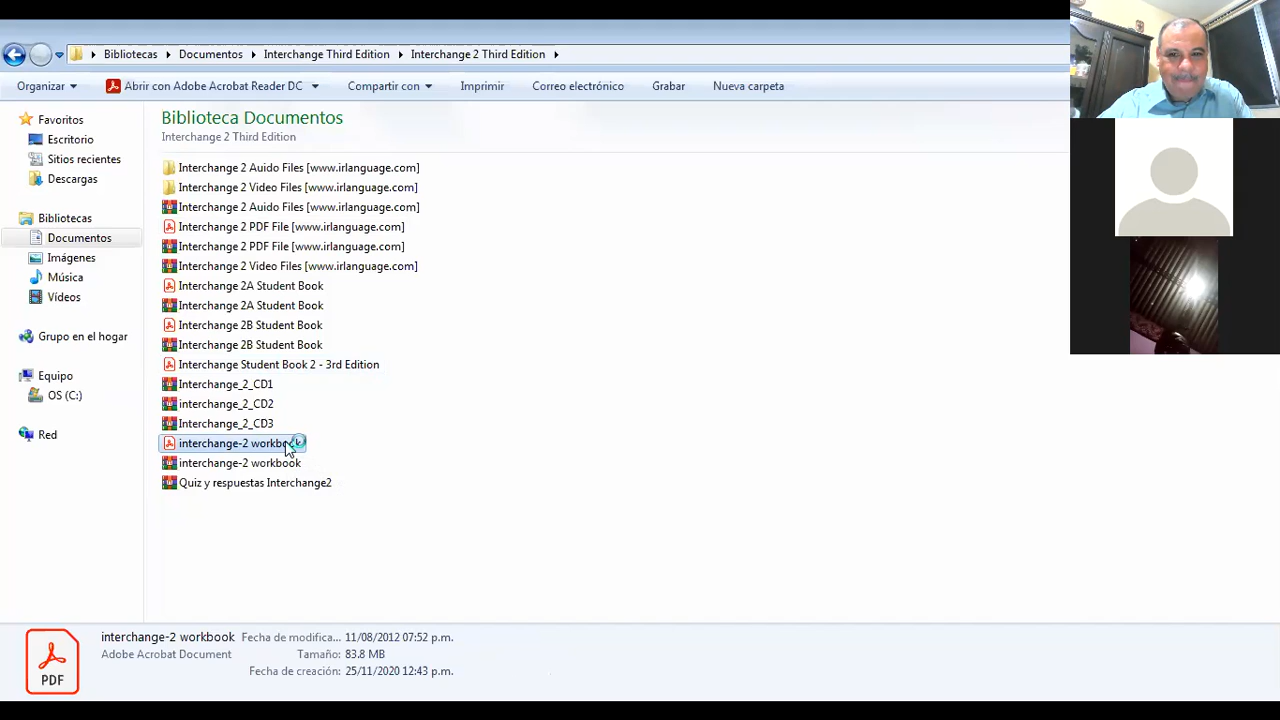 Bibliotecas Documentos Interchange Third Edition Interchange 2 Third Edition
Organizar Abrir con Adobe Acrobat Reader DC Compartir con Imprimir Correo electrónico Grabar Nueva carpeta
Favoritos
Escritorio
Sitios recientes
Descargas
Bibliotecas
Documentos
Imágenes
Música
Vídeos
Grupo en el hogar
Equipo
OS (C:)
Red
Biblioteca Documentos
Interchange 2 Third Edition
Interchange 2 Auido Files [www.irlanguage.com]
Interchange 2 Video Files [www.irlanguage.com]
Interchange 2 Auido Files [www.irlanguage.com]
Interchange 2 PDF File [www.irlanguage.com]
Interchange 2 PDF File [www.irlanguage.com]
Interchange 2 Video Files [www.irlanguage.com]
Interchange 2A Student Book
Interchange 2A Student Book
Interchange 2B Student Book
Interchange 2B Student Book
Interchange Student Book 2 - 3rd Edition
Interchange_2_CD1
interchange_2_CD2
Interchange_2_CD3
interchange-2 workbook
interchange-2 workbook
Quiz y respuestas Interchange2
PDF
interchange-2 workbook Fecha de modifica... 11/08/2012 07:52 p.m.
Adobe Acrobat Document Tamaño: 83.8 MB
Fecha de creación: 25/11/2020 12:43 p.m.